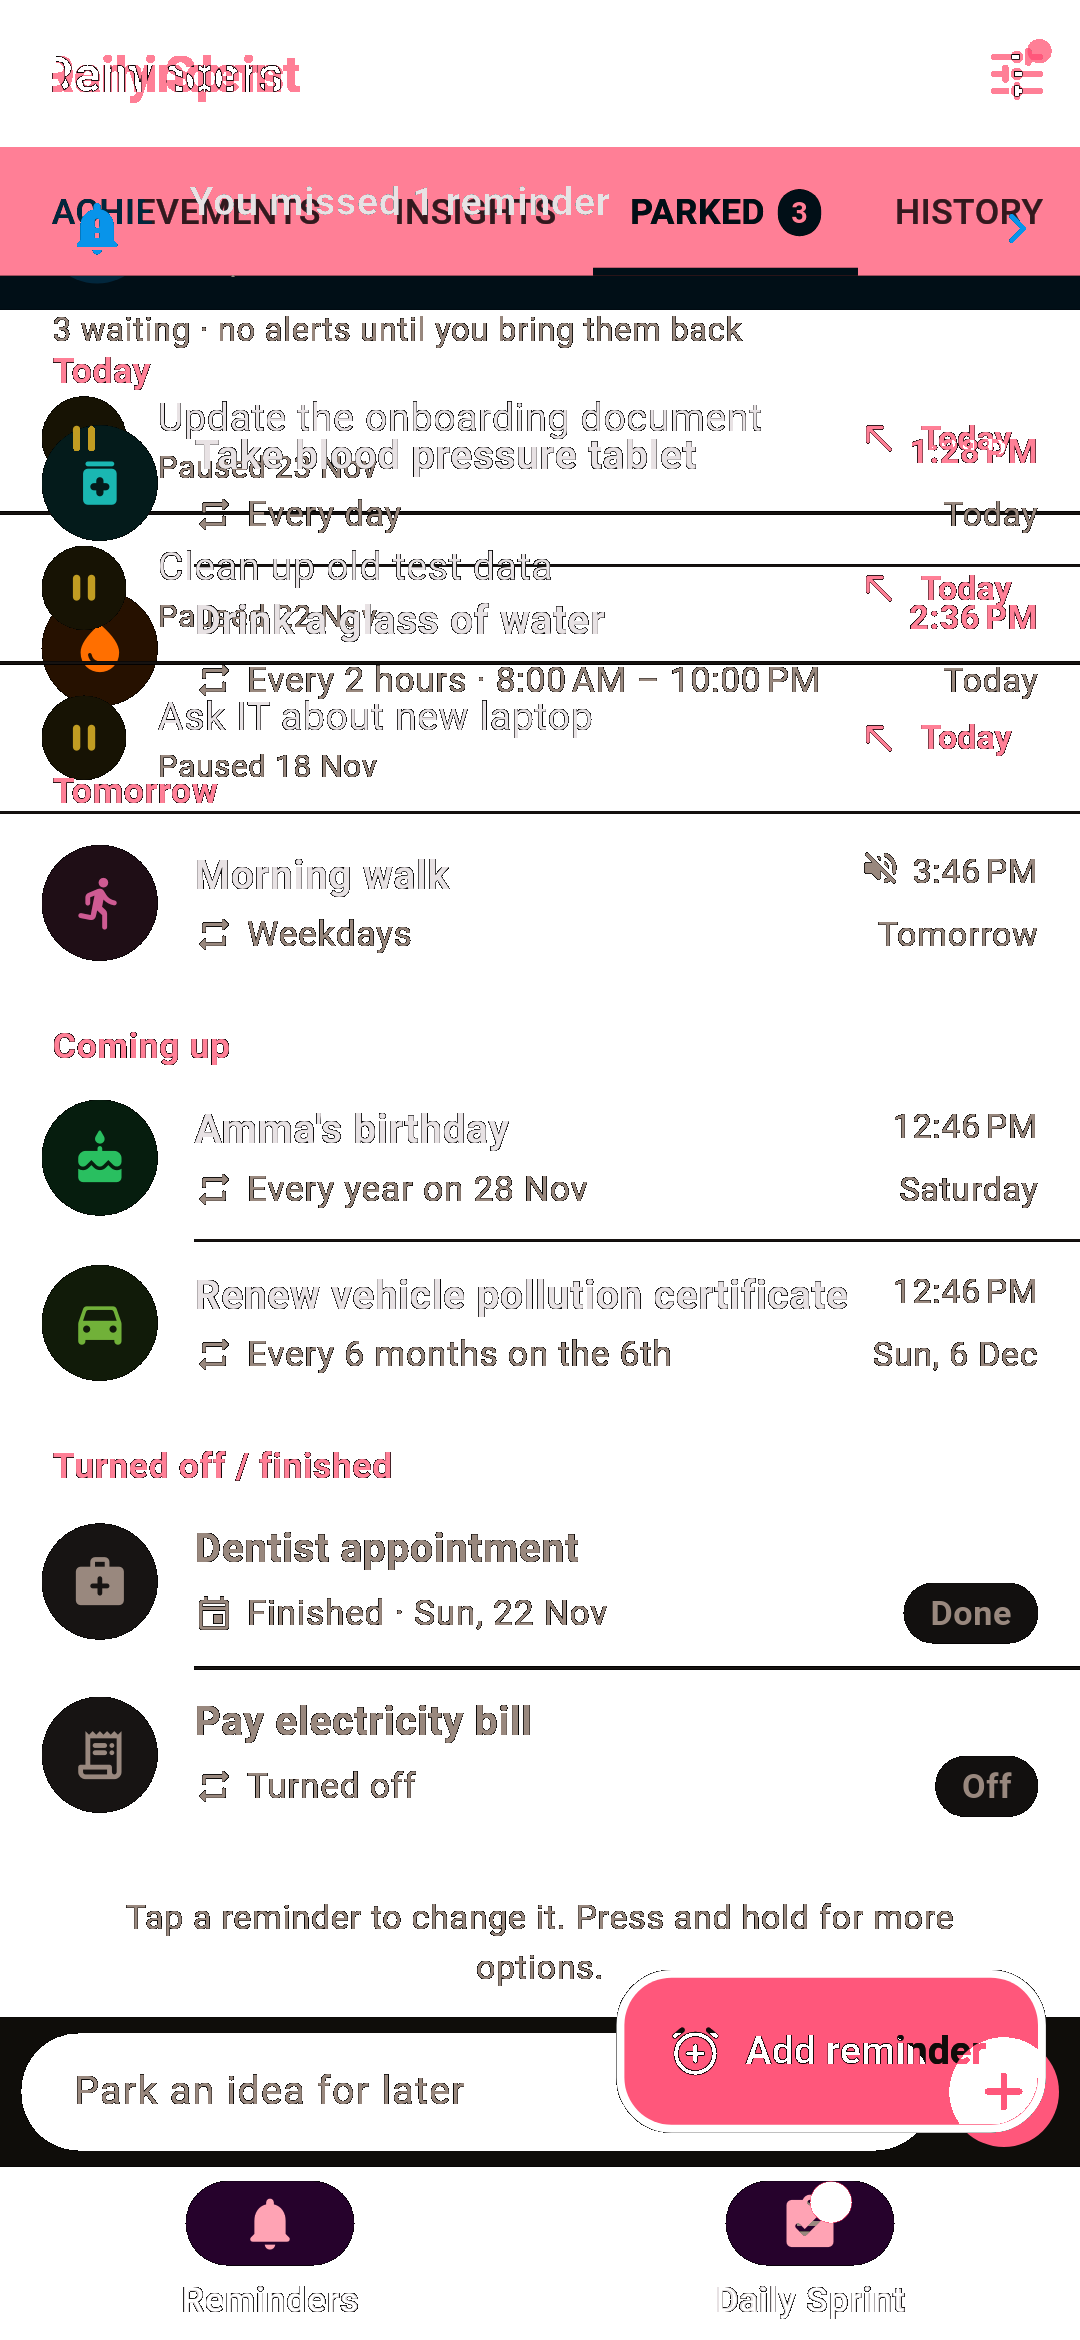 You missed 1 reminder
ACHIEVEMENTS INSIGHTS PARKED 3 HISTORY
3 waiting · no alerts until you bring them back
Today
Update the onboarding document
Today
Take blood pressure tablet
1:28 PM
Paused 23 Nov
Every day
Today
Clean up old test data
Today
Paused 22 Nov
Drink a glass of water
2:36 PM
Every 2 hours · 8:00 AM – 10:00 PM
Today
Ask IT about new laptop
Today
Paused 18 Nov
Tomorrow
Morning walk
3:46 PM
Weekdays
Tomorrow
Coming up
Amma's birthday
12:46 PM
Every year on 28 Nov
Saturday
Renew vehicle pollution certificate
12:46 PM
Every 6 months on the 6th
Sun, 6 Dec
Turned off / finished
Dentist appointment
Finished · Sun, 22 Nov
Done
Pay electricity bill
Turned off
Off
Tap a reminder to change it. Press and hold for more
options.
Add reminder
Park an idea for later
Reminders
Daily Sprint